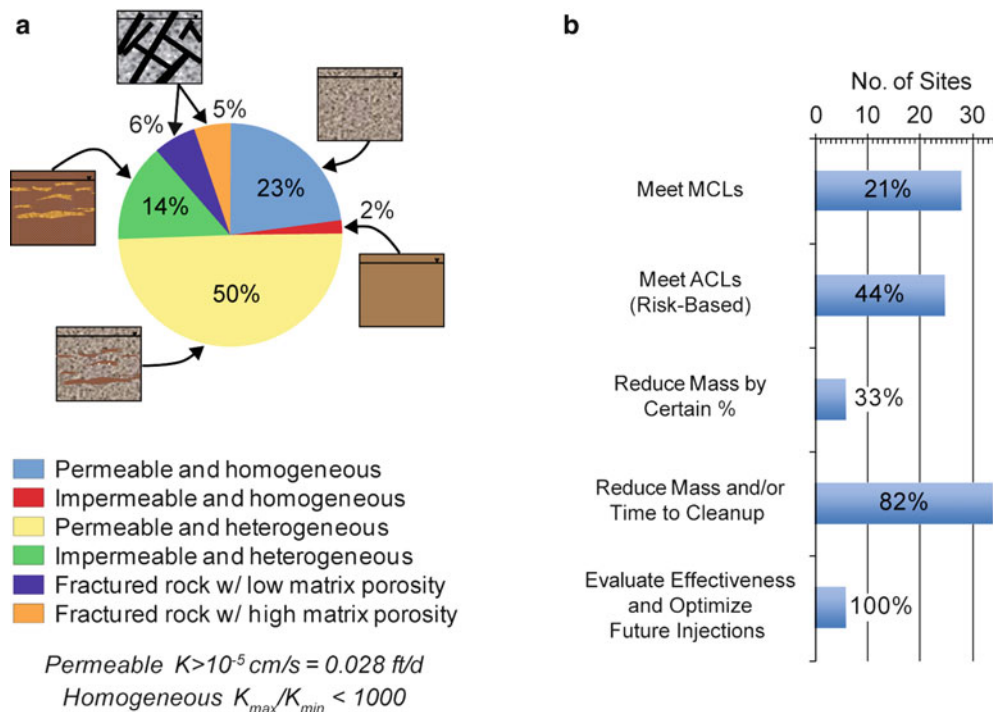 a
5%
6%
23%
14%
2%
50%
Permeable and homogeneous
Impermeable and homogeneous
Permeable and heterogeneous
Impermeable and heterogeneous
Fractured rock w/ low matrix porosity
Fractured rock w/ high matrix porosity
Permeable K>10⁻⁵ cm/s = 0.028 ft/d
Homogeneous Kmax/Kmin < 1000
b
No. of Sites
0 10 20 30
Meet MCLs
21%
Meet ACLs
(Risk-Based)
44%
Reduce Mass by
Certain %
33%
Reduce Mass and/or
Time to Cleanup
82%
Evaluate Effectiveness
and Optimize
Future Injections
100%